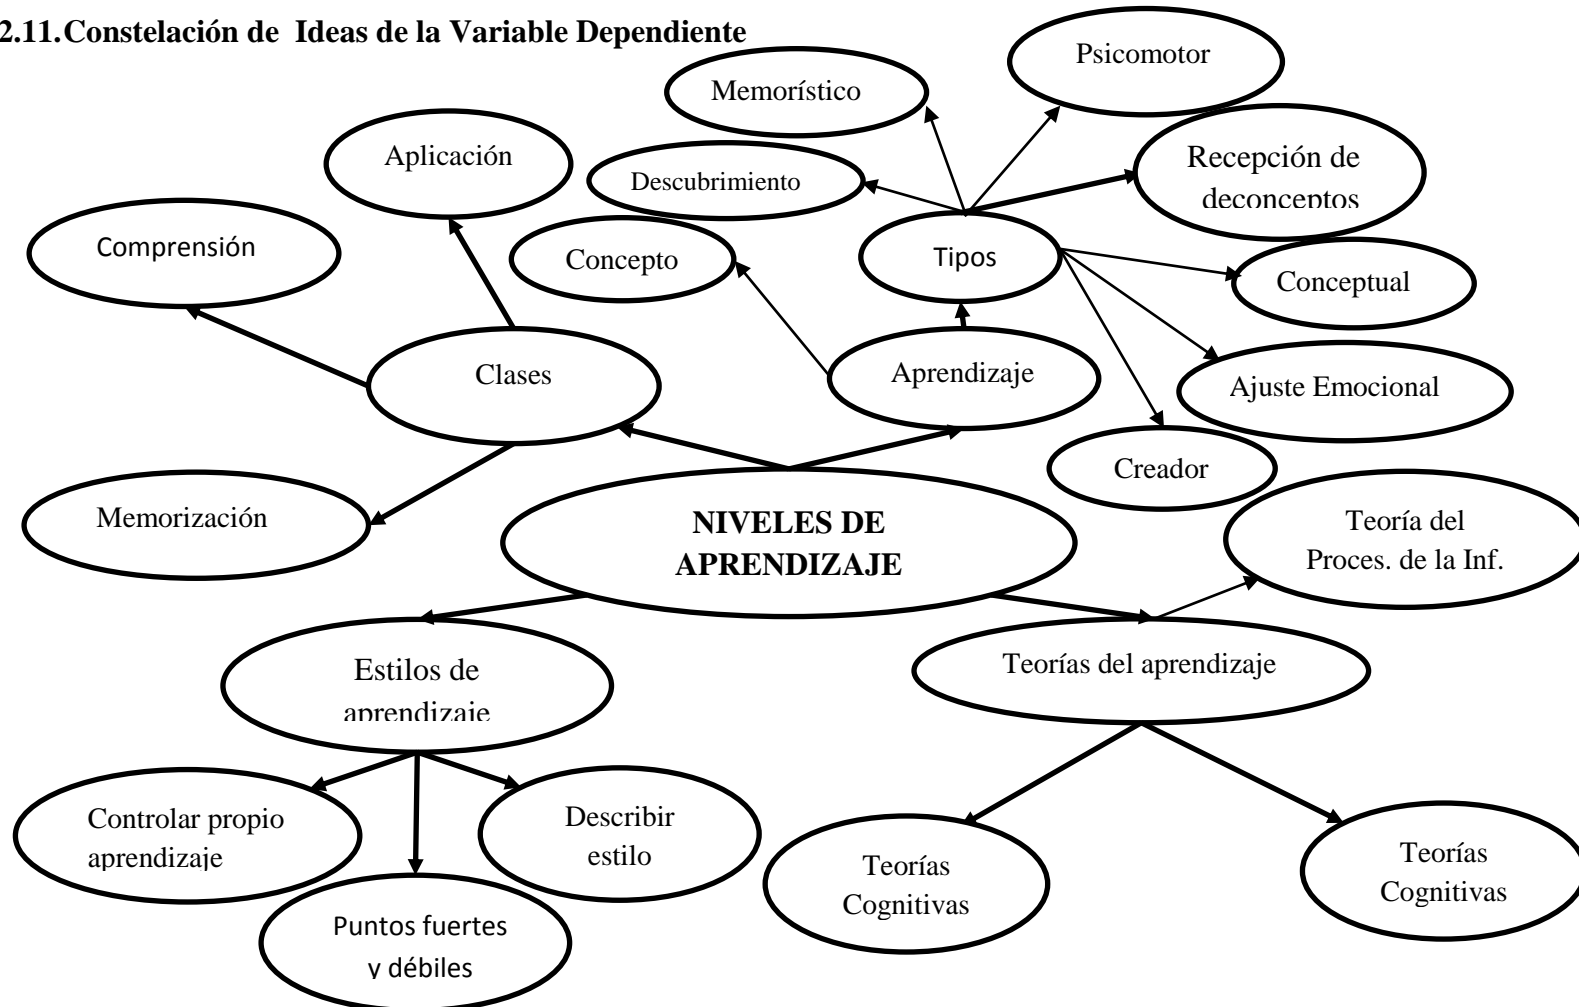 2.11.Constelación de Ideas de la Variable Dependiente
Psicomotor
Memorístico
Aplicación
Recepción de
deconceptos
Descubrimiento
Comprensión
Concepto
Tipos
Conceptual
Clases
Aprendizaje
Ajuste Emocional
Creador
Memorización
NIVELES DE
APRENDIZAJE
Teoría del
Proces. de la Inf.
Estilos de
aprendizaje
Teorías del aprendizaje
Controlar propio
aprendizaje
Describir
estilo
Teorías
Cognitivas
Teorías
Cognitivas
Puntos fuertes
y débiles